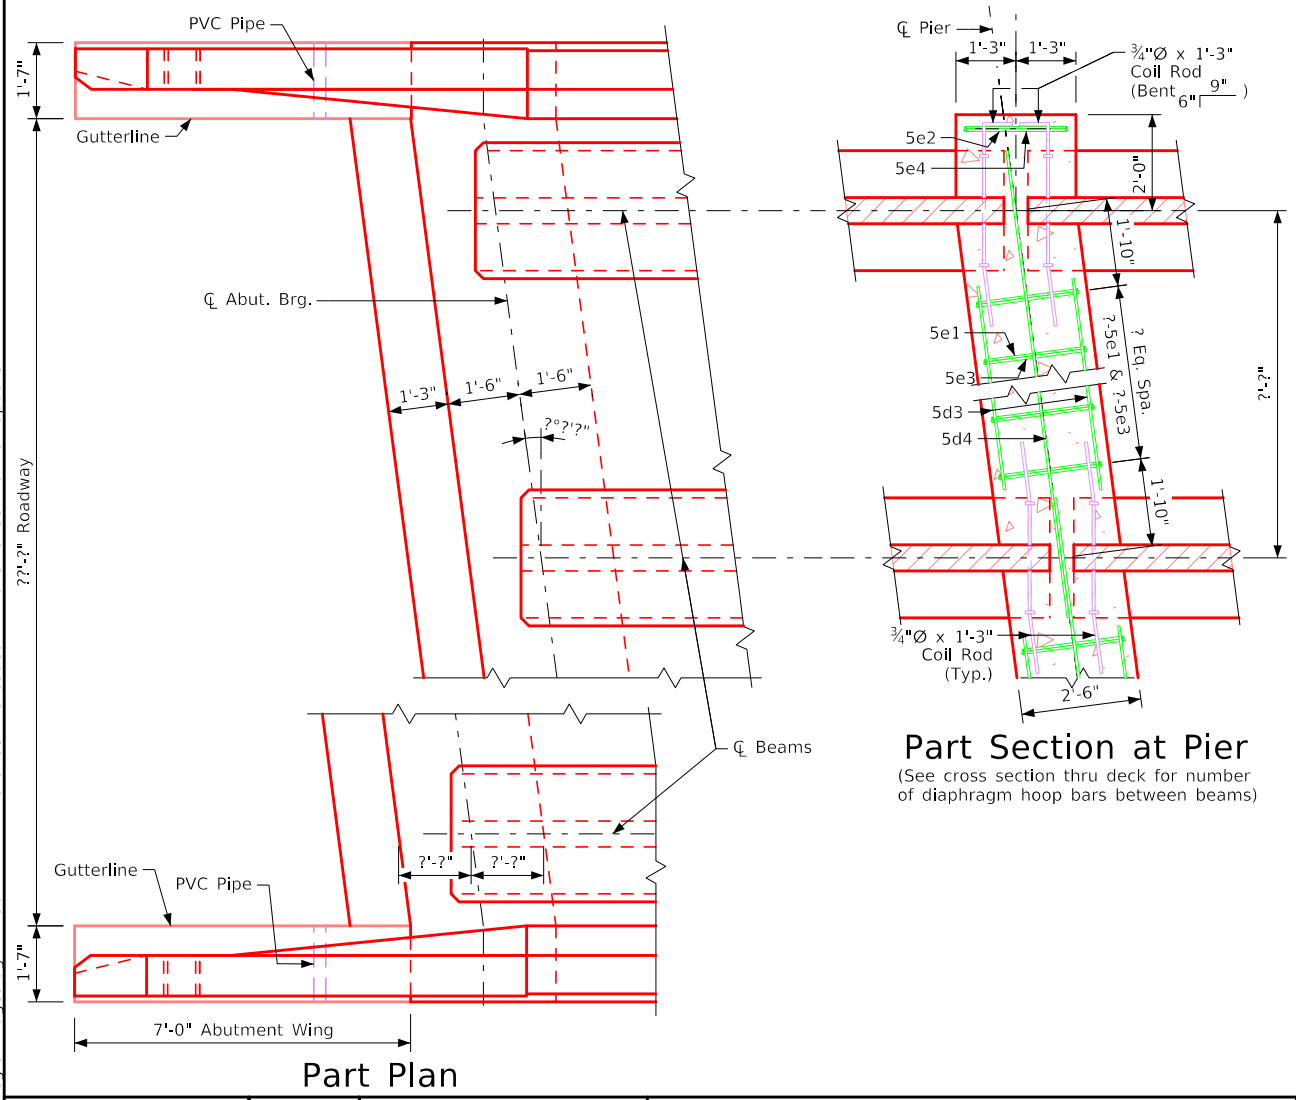 PVC Pipe
1'-7"
Gutterline
℄ Abut. Brg.
1'-3"
1'-6"
1'-6"
?°?'?"
??'-?" Roadway
℄ Beams
?'-?"
?'-?"
Gutterline
PVC Pipe
1'-7"
7'-0" Abutment Wing
Part Plan
℄ Pier
1'-3"
1'-3"
¾"Ø x 1'-3"
Coil Rod
(Bent 6" 9" )
5e2
5e4
2'-0"
1'-10"
5e1
5e3
? Eq. Spa.
?-5e1 & ?-5e3
?'-?"
5d3
5d4
1'-10"
¾"Ø x 1'-3"
Coil Rod
(Typ.)
2'-6"
Part Section at Pier
(See cross section thru deck for number
of diaphragm hoop bars between beams)